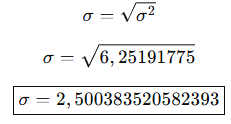 σ = √σ²
σ = √6,25191775
σ = 2,500383520582393